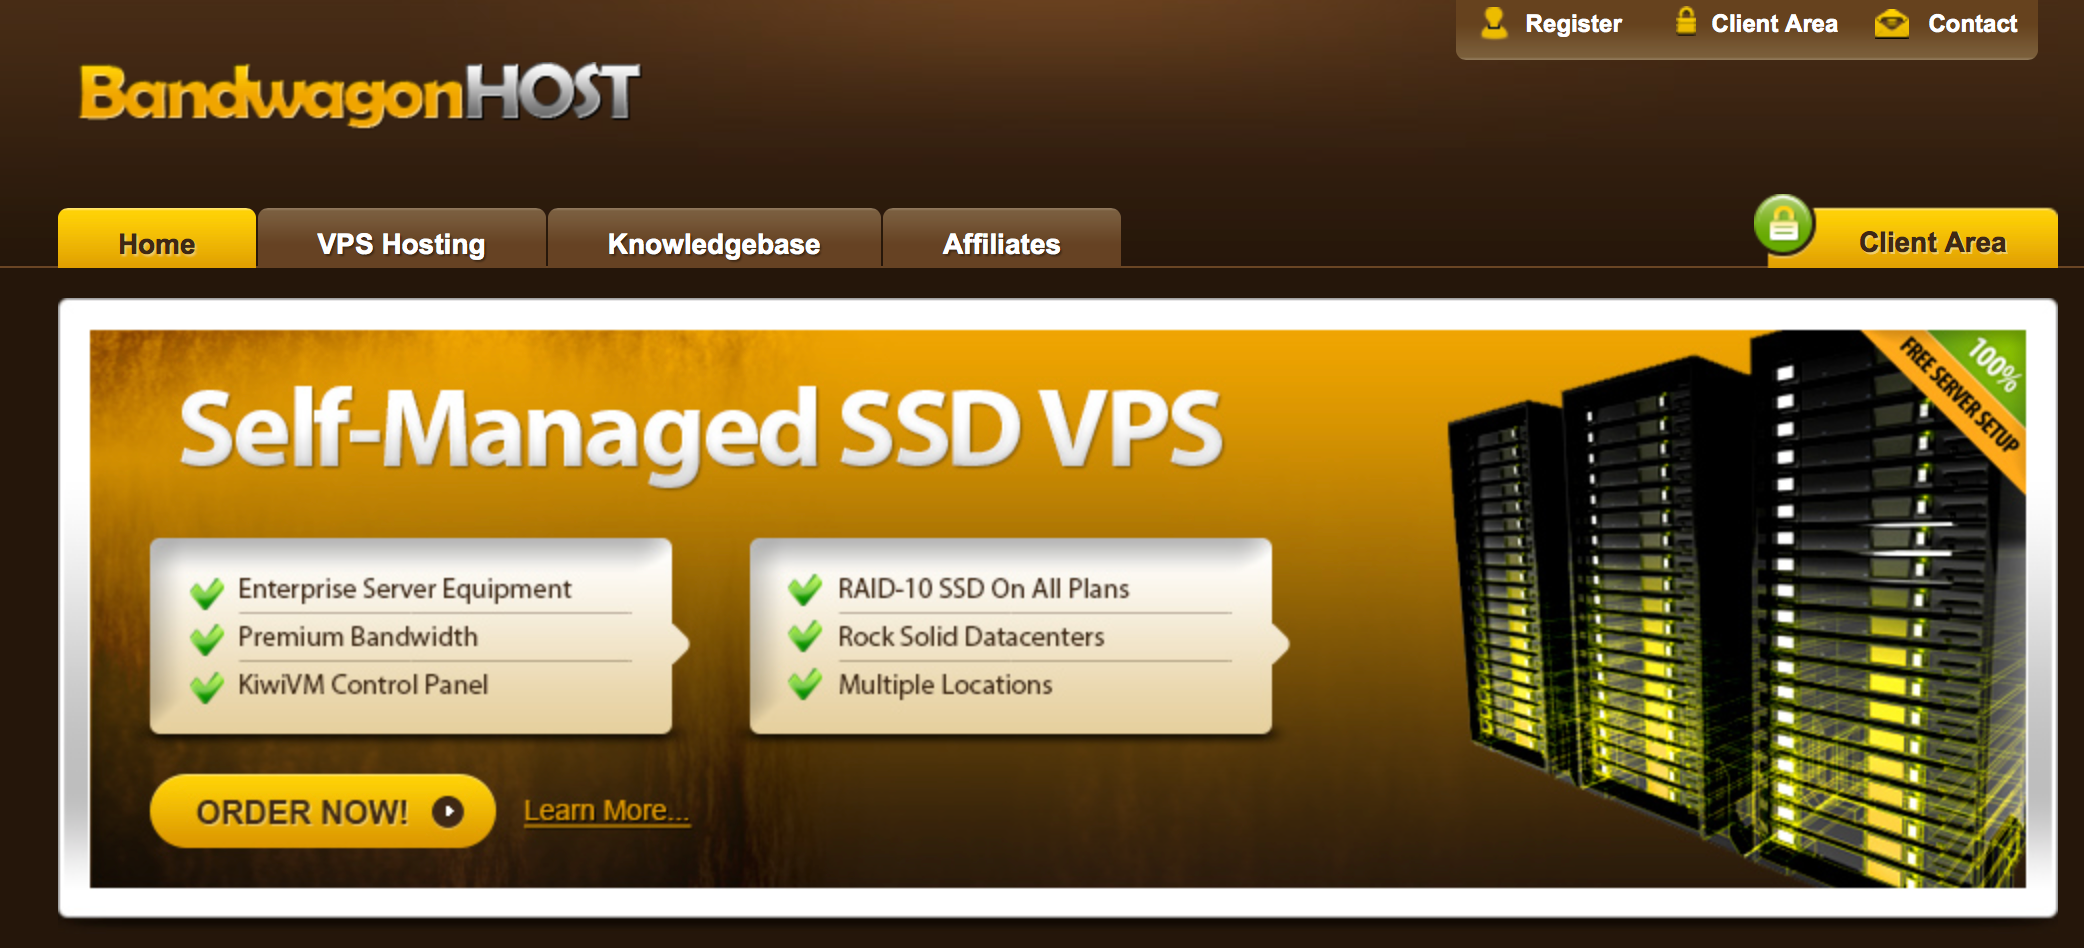 Register
Client Area
Contact
BandwagonHOST
Home
VPS Hosting
Knowledgebase
Affiliates
Client Area
100%
FREE SERVER SETUP
Self-Managed SSD VPS
Enterprise Server Equipment
Premium Bandwidth
KiwiVM Control Panel
RAID-10 SSD On All Plans
Rock Solid Datacenters
Multiple Locations
ORDER NOW!
Learn More...